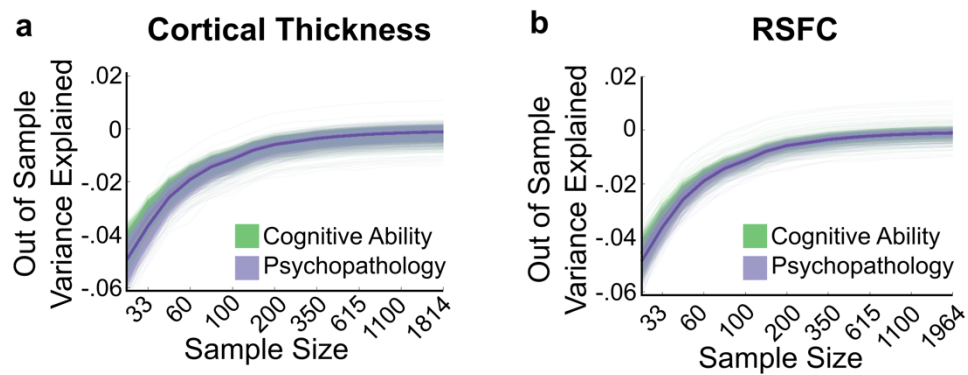 a Cortical Thickness
Out of Sample
Variance Explained
.02
0
-.02
-.04
-.06
Cognitive Ability
Psychopathology
33 60 100 200 350 615 1100 1814
Sample Size
b RSFC
Out of Sample
Variance Explained
.02
0
-.02
-.04
-.06
Cognitive Ability
Psychopathology
33 60 100 200 350 615 1100 1964
Sample Size